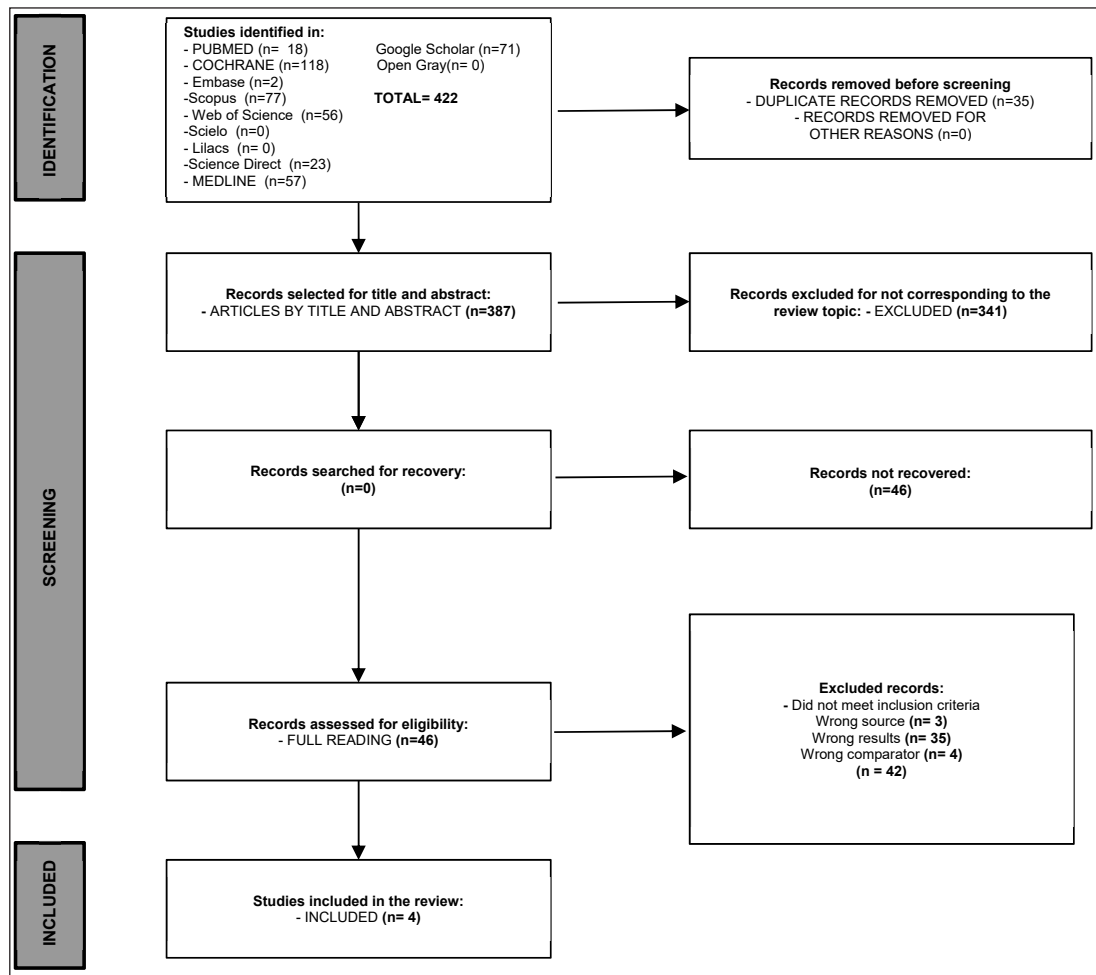 IDENTIFICATION
Studies identified in:
- PUBMED (n=  18)
- COCHRANE (n=118)
- Embase (n=2)
-Scopus (n=77)
- Web of Science (n=56)
-Scielo  (n=0)
- Lilacs  (n= 0)
-Science Direct  (n=23)
- MEDLINE  (n=57)
Google Scholar (n=71)
Open Gray(n= 0)
TOTAL= 422
Records removed before screening
- DUPLICATE RECORDS REMOVED (n=35)
- RECORDS REMOVED FOR
OTHER REASONS (n=0)
SCREENING
Records selected for title and abstract:
- ARTICLES BY TITLE AND ABSTRACT (n=387)
Records excluded for not corresponding to the
review topic: - EXCLUDED (n=341)
Records searched for recovery:
(n=0)
Records not recovered:
(n=46)
Records assessed for eligibility:
- FULL READING (n=46)
Excluded records:
- Did not meet inclusion criteria
Wrong source (n= 3)
Wrong results (n= 35)
Wrong comparator (n= 4)
(n = 42)
INCLUDED
Studies included in the review:
- INCLUDED (n= 4)